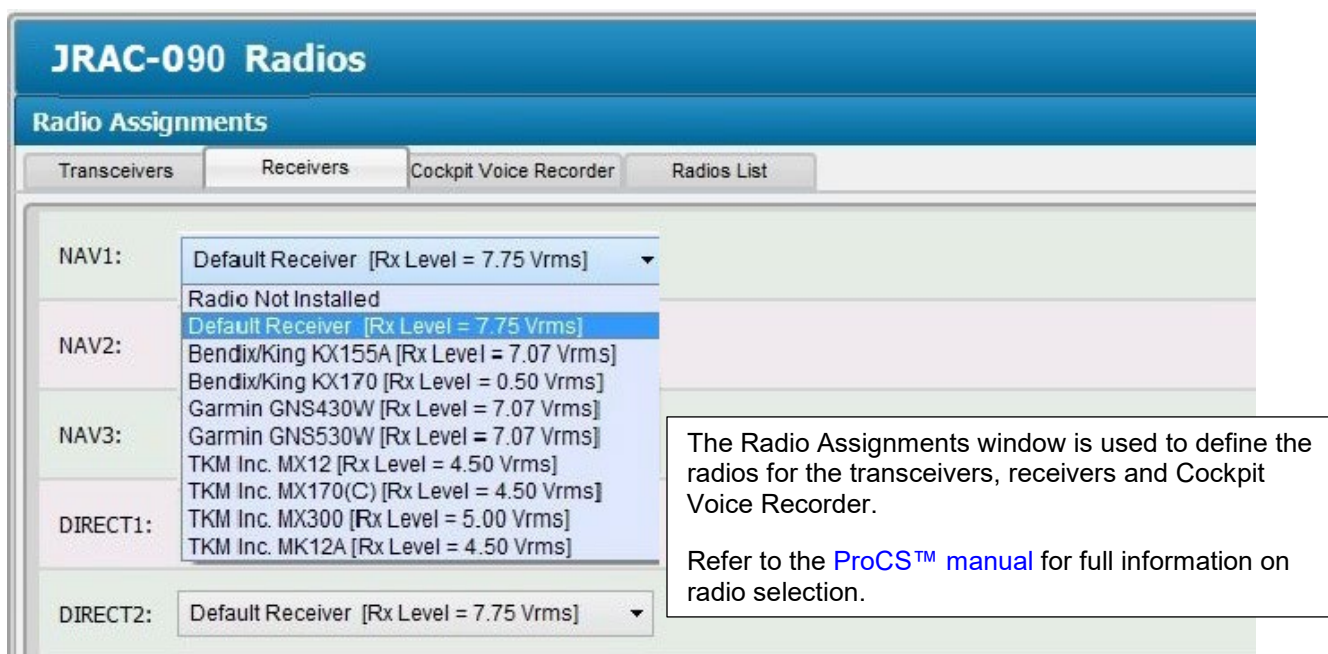 JRAC-090 Radios
Radio Assignments
Transceivers Receivers Cockpit Voice Recorder Radios List
NAV1: Default Receiver [Rx Level = 7.75 Vrms]
Radio Not Installed
Default Receiver [Rx Level = 7.75 Vrms]
NAV2:
Bendix/King KX155A [Rx Level = 7.07 Vrms]
Bendix/King KX170 [Rx Level = 0.50 Vrms]
Garmin GNS430W [Rx Level = 7.07 Vrms]
NAV3:
Garmin GNS530W [Rx Level = 7.07 Vrms]
TKM Inc. MX12 [Rx Level = 4.50 Vrms]
TKM Inc. MX170(C) [Rx Level = 4.50 Vrms]
DIRECT1:
TKM Inc. MX300 [Rx Level = 5.00 Vrms]
TKM Inc. MK12A [Rx Level = 4.50 Vrms]
DIRECT2: Default Receiver [Rx Level = 7.75 Vrms]
The Radio Assignments window is used to define the
radios for the transceivers, receivers and Cockpit
Voice Recorder.
Refer to the ProCS™ manual for full information on
radio selection.